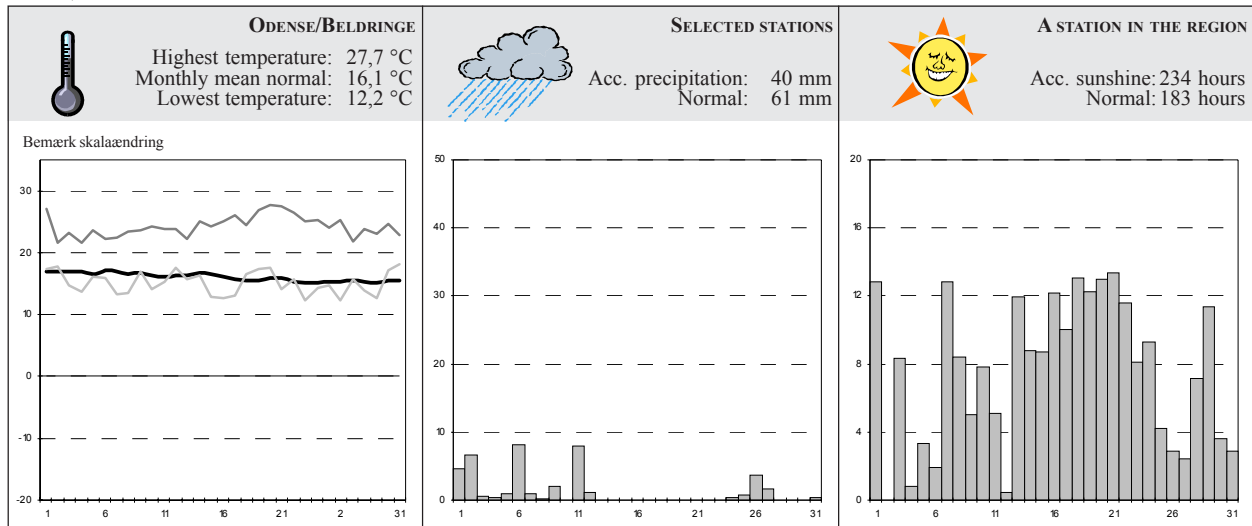 ODENSE/BELDRINGE
Highest temperature: 27,7 °C
Monthly mean normal: 16,1 °C
Lowest temperature: 12,2 °C
Bemærk skalaændring
30
20
10
0
-10
-20
1 6 11 16 21 2 31
SELECTED STATIONS
Acc. precipitation: 40 mm
Normal: 61 mm
50
40
30
20
10
0
1 6 11 16 21 26 31
A STATION IN THE REGION
Acc. sunshine: 234 hours
Normal: 183 hours
20
16
12
8
4
0
1 6 11 16 21 26 31